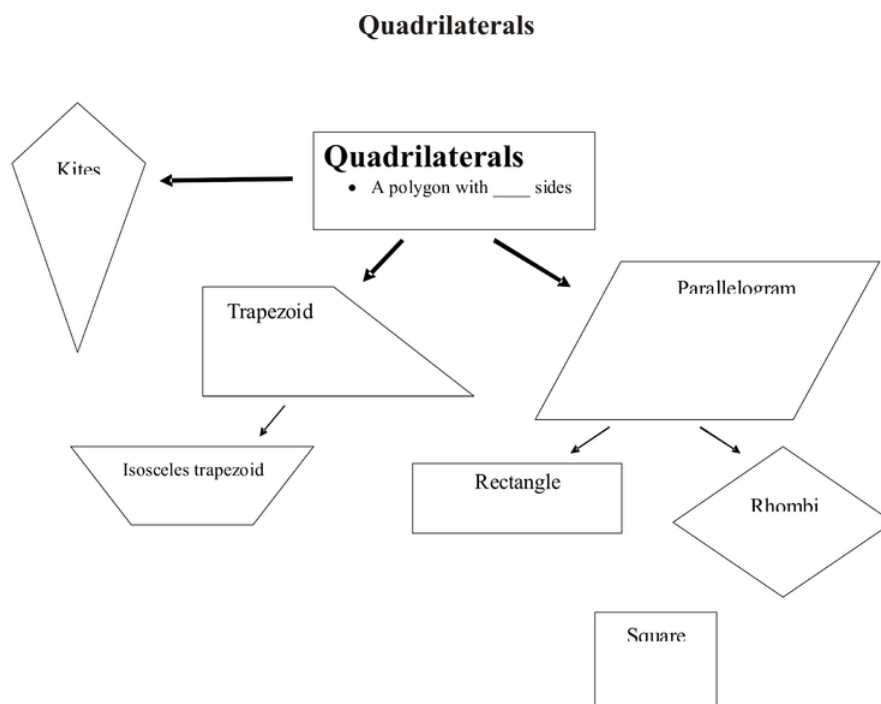 Quadrilaterals
Kites
Quadrilaterals
• A polygon with ____ sides
Trapezoid
Parallelogram
Isosceles trapezoid
Rectangle
Rhombi
Square